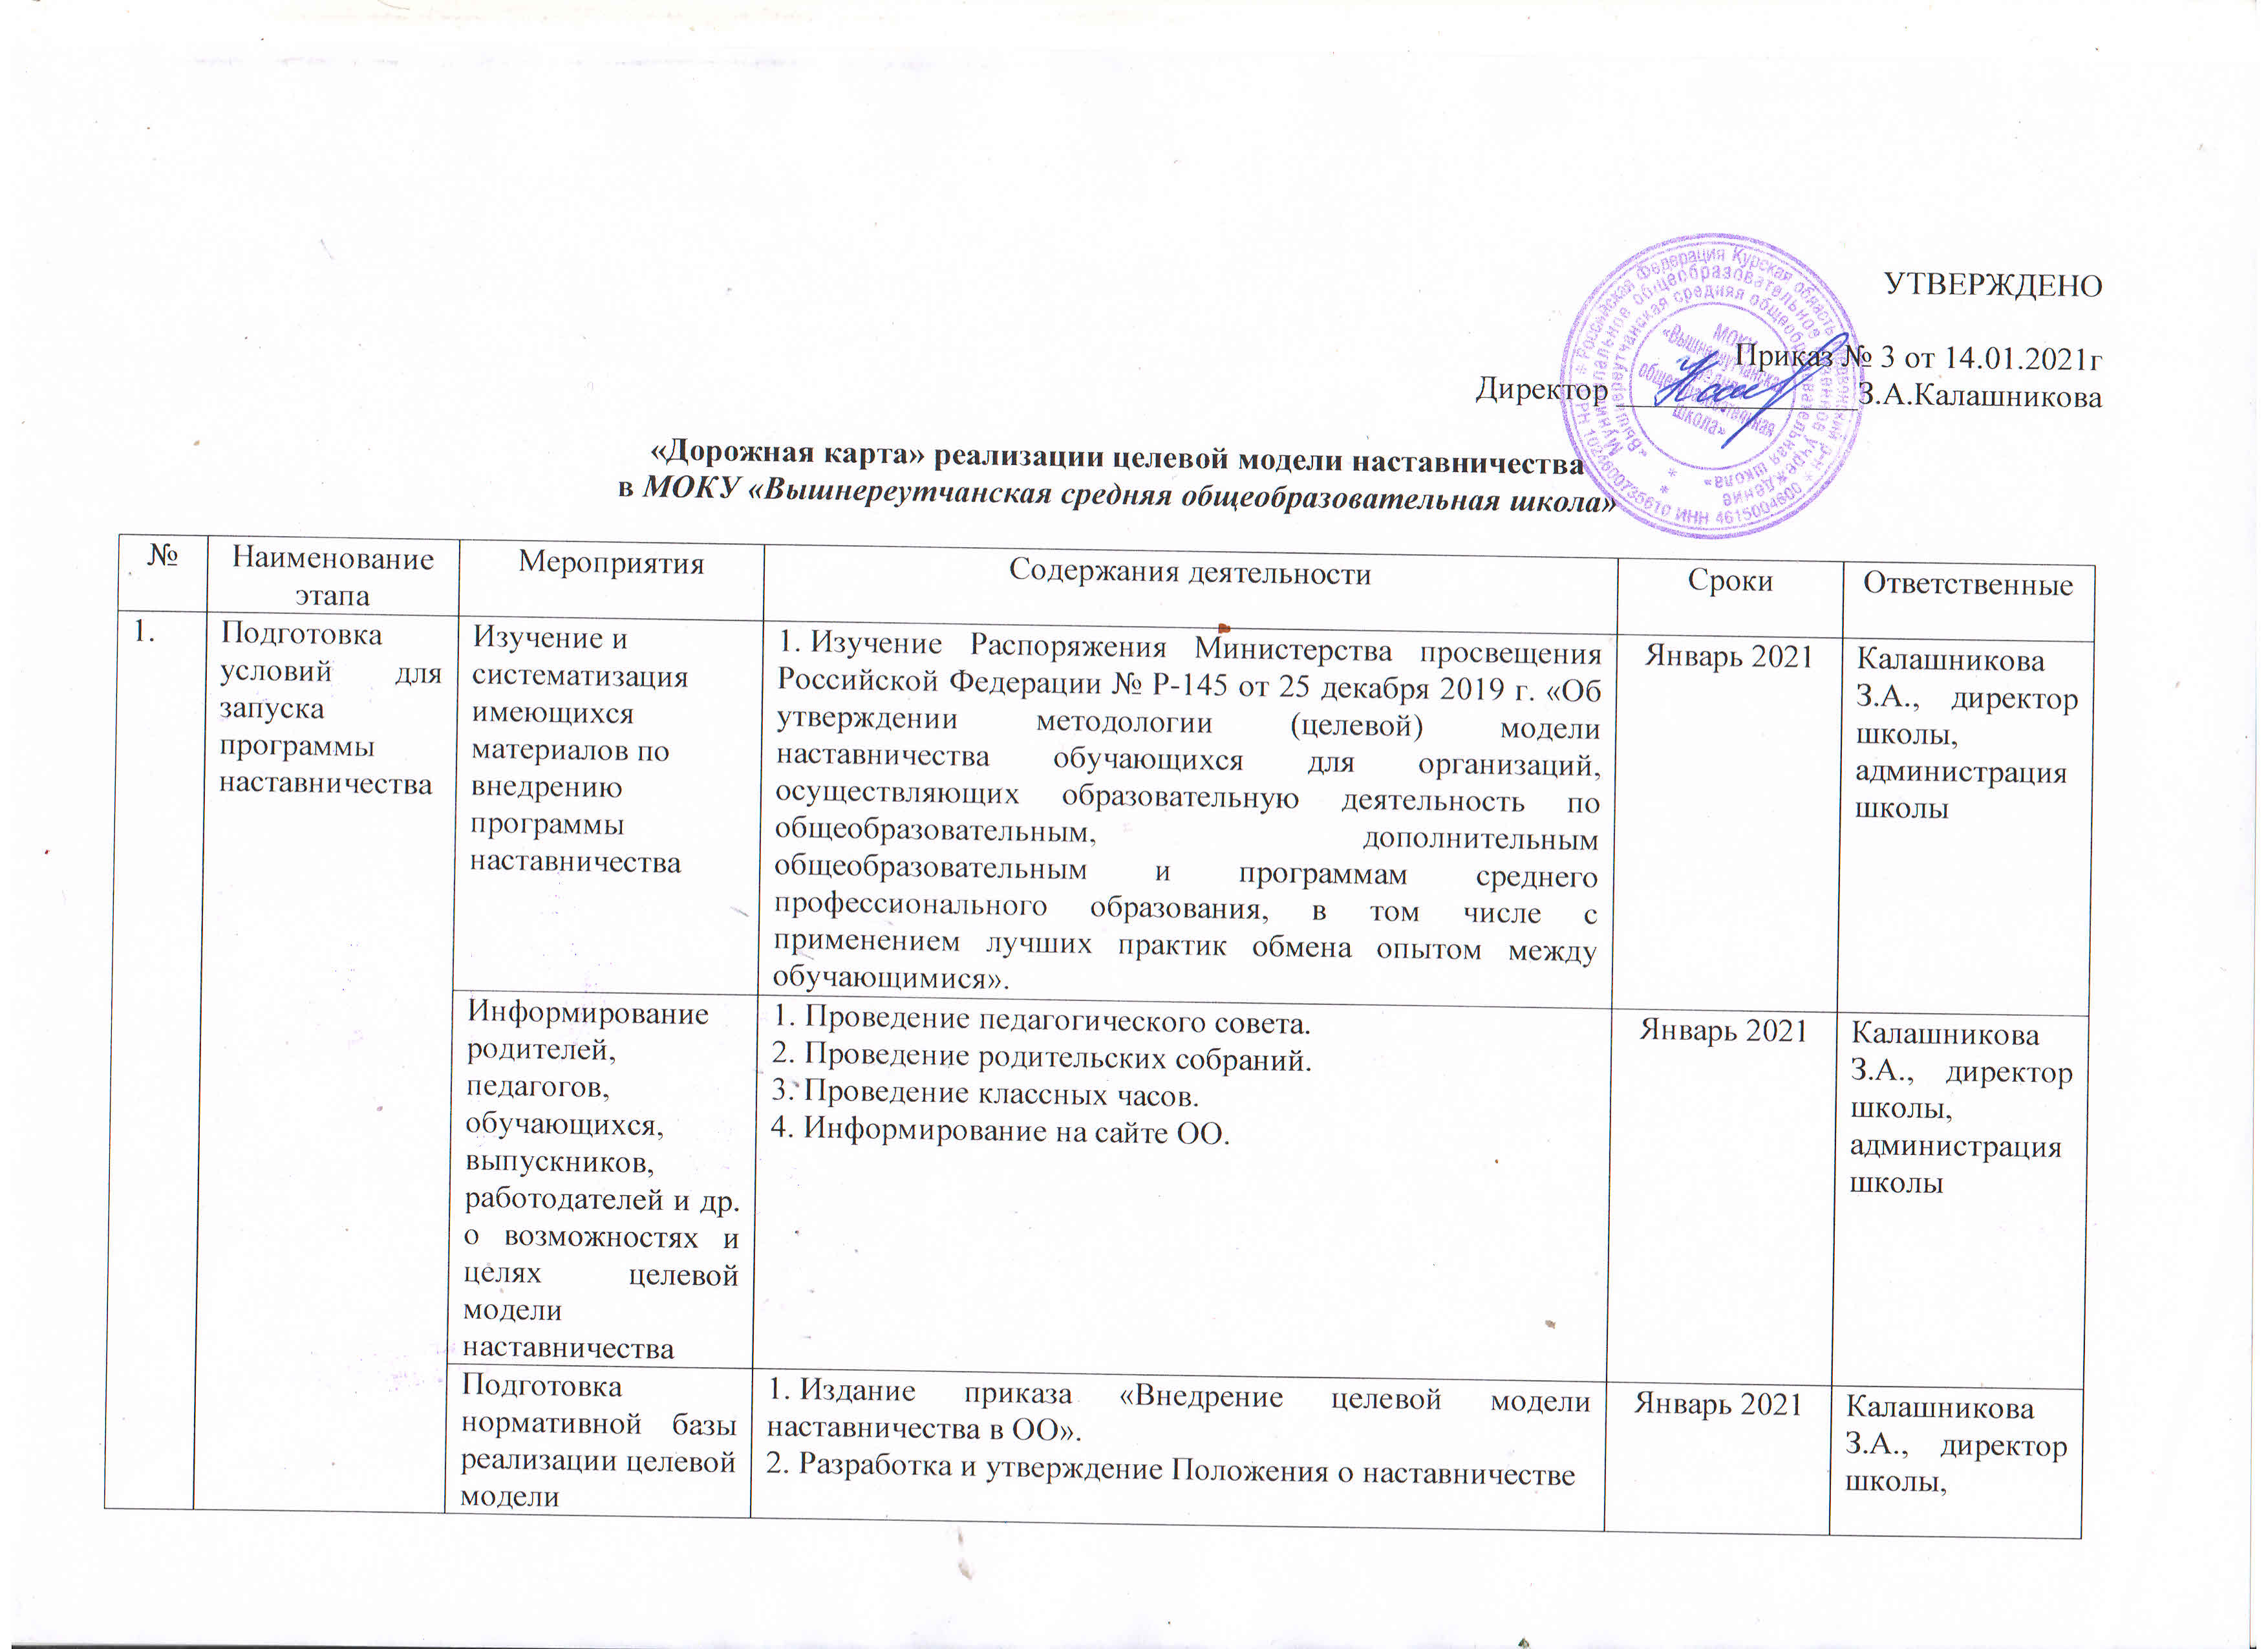 УТВЕРЖДЕНО
Приказ № 3 от 14.01.2021г
Директор З.А.Калашникова
МОКУ
«Вышнереутчанская
средняя
общеобразовательная
школа»
«Дорожная карта» реализации целевой модели наставничества
в МОКУ «Вышнереутчанская средняя общеобразовательная школа»
№
Наименование
этапа
Мероприятия
Содержания деятельности
Сроки
Ответственные
1.
Подготовка
условий для
запуска
программы
наставничества
Изучение и
систематизация
имеющихся
материалов по
внедрению
программы
наставничества
1. Изучение Распоряжения Министерства просвещения
Российской Федерации № Р-145 от 25 декабря 2019 г. «Об
утверждении методологии (целевой) модели
наставничества обучающихся для организаций,
осуществляющих образовательную деятельность по
общеобразовательным, дополнительным
общеобразовательным и программам среднего
профессионального образования, в том числе с
применением лучших практик обмена опытом между
обучающимися».
Январь 2021
Калашникова
З.А., директор
школы,
администрация
школы
Информирование
родителей,
педагогов,
обучающихся,
выпускников,
работодателей и др.
о возможностях и
целях целевой
модели
наставничества
1. Проведение педагогического совета.
2. Проведение родительских собраний.
3. Проведение классных часов.
4. Информирование на сайте ОО.
Январь 2021
Калашникова
З.А., директор
школы,
администрация
школы
Подготовка
нормативной базы
реализации целевой
модели
1. Издание приказа «Внедрение целевой модели
наставничества в ОО».
2. Разработка и утверждение Положения о наставничестве
Январь 2021
Калашникова
З.А., директор
школы,